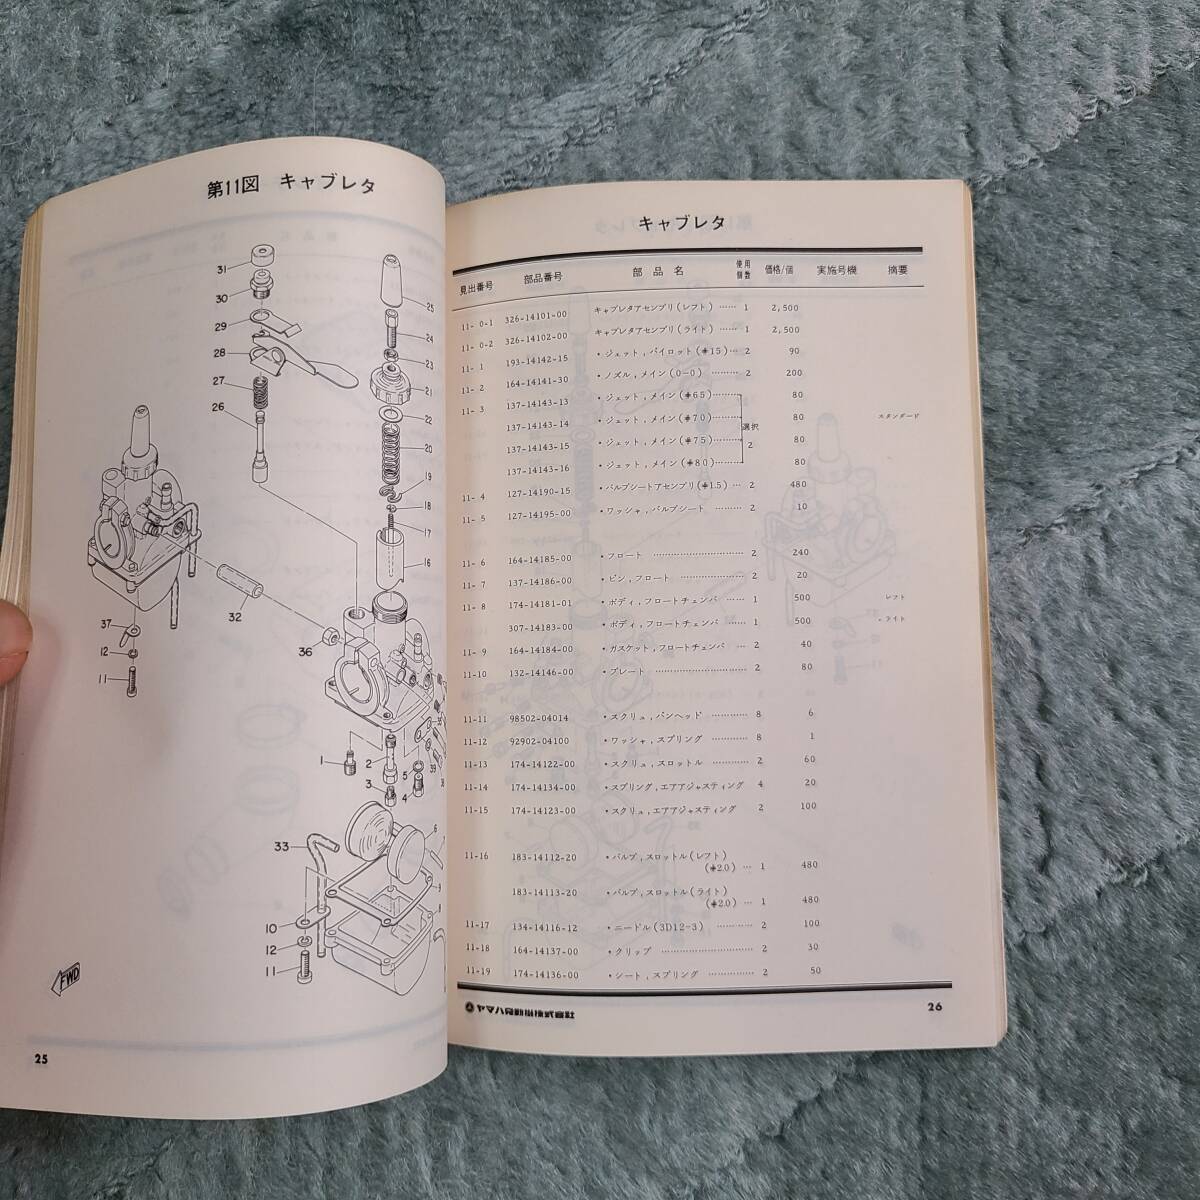 第11図 キャブレタ
31
30
29
28
27
26
25
24
23
21
22
20
19
18
17
16
32
36
37
12
11
1
2
3
5
4
39
6
33
9
10
12
11
FWD
25
キャブレタ
見出番号 部品番号 部品名 使用個数 価格/個 実施号機 摘要
11- 0-1 326-14101-00 キャブレタアセンブリ(レフト) …… 1 2,500
11- 0-2 326-14102-00 キャブレタアセンブリ(ライト) …… 1 2,500
11- 1 193-14142-15 ・ジェット,パイロット(#15)… 2 90
11- 2 164-14141-30 ・ノズル,メイン(O-0) ……… 2 200
11- 3 137-14143-13 ・ジェット,メイン(#65) 80
137-14143-14 ・ジェット,メイン(#70) 選択 80 スタンダード
137-14143-15 ・ジェット,メイン(#75) 2 80
137-14143-16 ・ジェット,メイン(#80) 80
11- 4 127-14190-15 ・バルブシートアセンブリ(#1.5) … 2 480
11- 5 127-14195-00 ・ワッシャ,バルブシート ……… 2 10
11- 6 164-14185-00 ・フロート ………………………… 2 240
11- 7 137-14186-00 ・ピン,フロート ………………… 2 20
11- 8 174-14181-01 ・ボディ,フロートチェンバ …… 1 500 レフト
307-14183-00 ・ボディ,フロートチェンバ …… 1 500 ライト
11- 9 164-14184-00 ・ガスケット,フロートチェンバ … 2 40
11-10 132-14146-00 ・プレート ………………………… 2 80
11-11 98502-04014 ・スクリュ,パンヘッド ………… 8 6
11-12 92902-04100 ・ワッシャ,スプリング ………… 8 1
11-13 174-14122-00 ・スクリュ,スロットル ………… 2 60
11-14 174-14134-00 ・スプリング,エアアジャスティング 4 20
11-15 174-14123-00 ・スクリュ,エアアジャスティング 2 100
11-16 183-14112-20 ・バルブ,スロットル(レフト)
(#2.0) … 1 480
183-14113-20 ・バルブ,スロットル(ライト)
(#2.0) … 1 480
11-17 134-14116-12 ・ニードル(3D12-3) ………… 2 100
11-18 164-14137-00 ・クリップ ………………………… 2 30
11-19 174-14136-00 ・シート,スプリング …………… 2 50
ヤマハ発動機株式会社
26